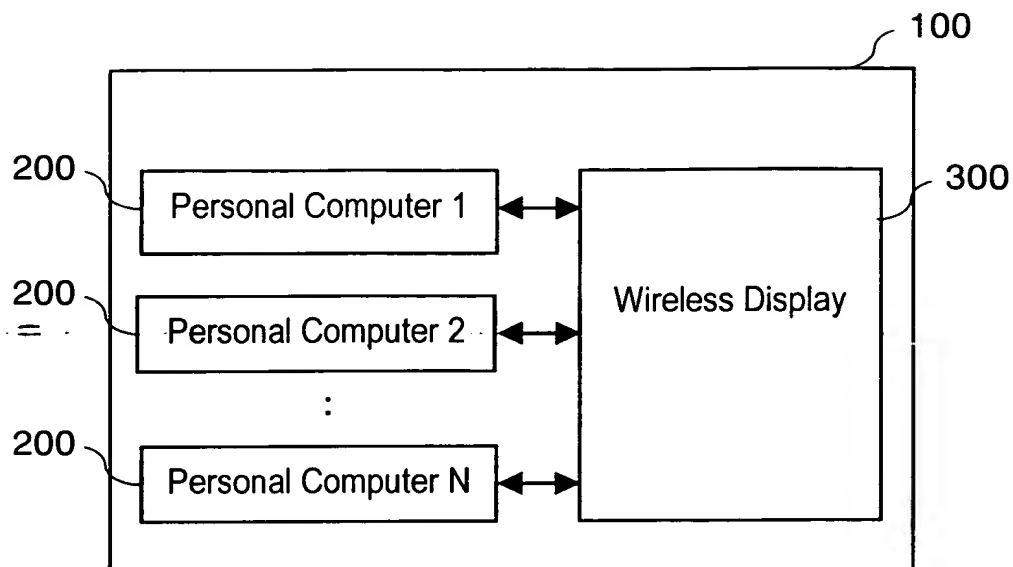 100
200
Personal Computer 1
300
200
Wireless Display
Personal Computer 2
:
200
Personal Computer N